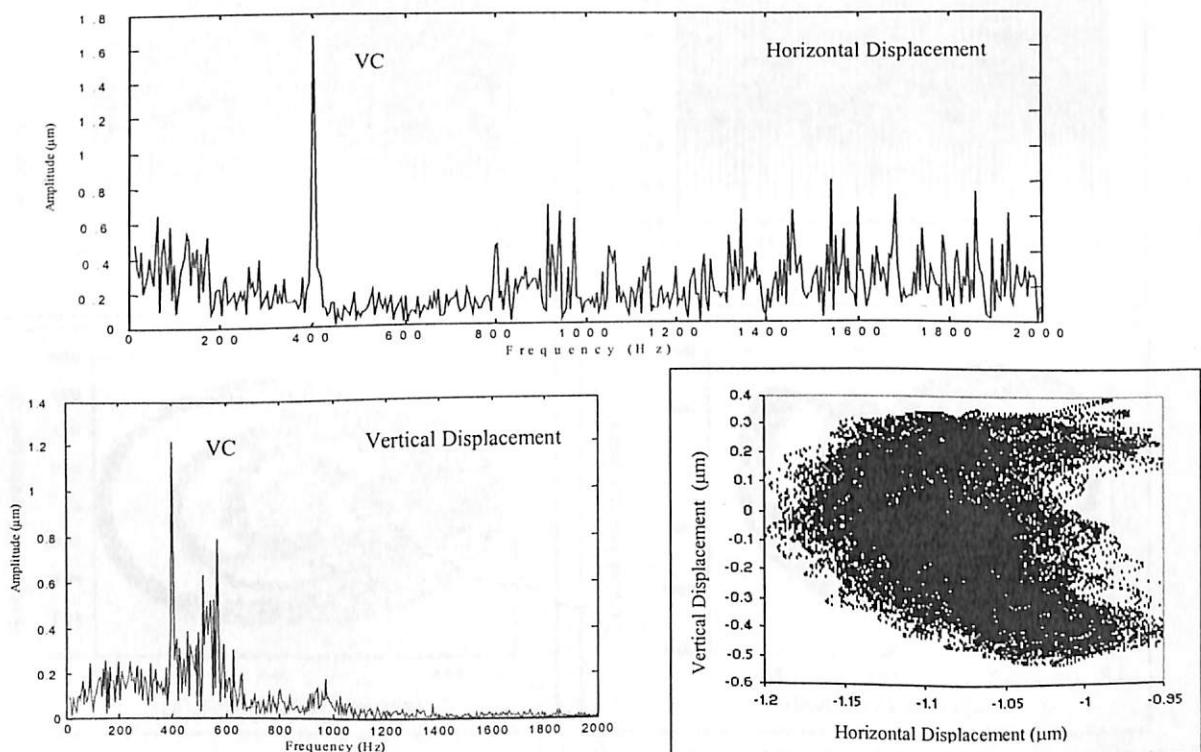 1.8
1.6
1.4
1.2
1
0.8
0.6
0.4
0.2
0
Amplitude (μm)
VC
Horizontal Displacement
0 200 400 600 800 1000 1200 1400 1600 1800 2000
Frequency (Hz)
1.4
1.2
1
0.8
0.6
0.4
0.2
0
Amplitude (μm)
VC
Vertical Displacement
0 200 400 600 800 1000 1200 1400 1600 1800 2000
Frequency (Hz)
0.4
0.3
0.2
0.1
0
-0.1
-0.2
-0.3
-0.4
-0.5
-0.6
Vertical Displacement (μm)
-1.2 -1.15 -1.1 -1.05 -1 -0.95
Horizontal Displacement (μm)